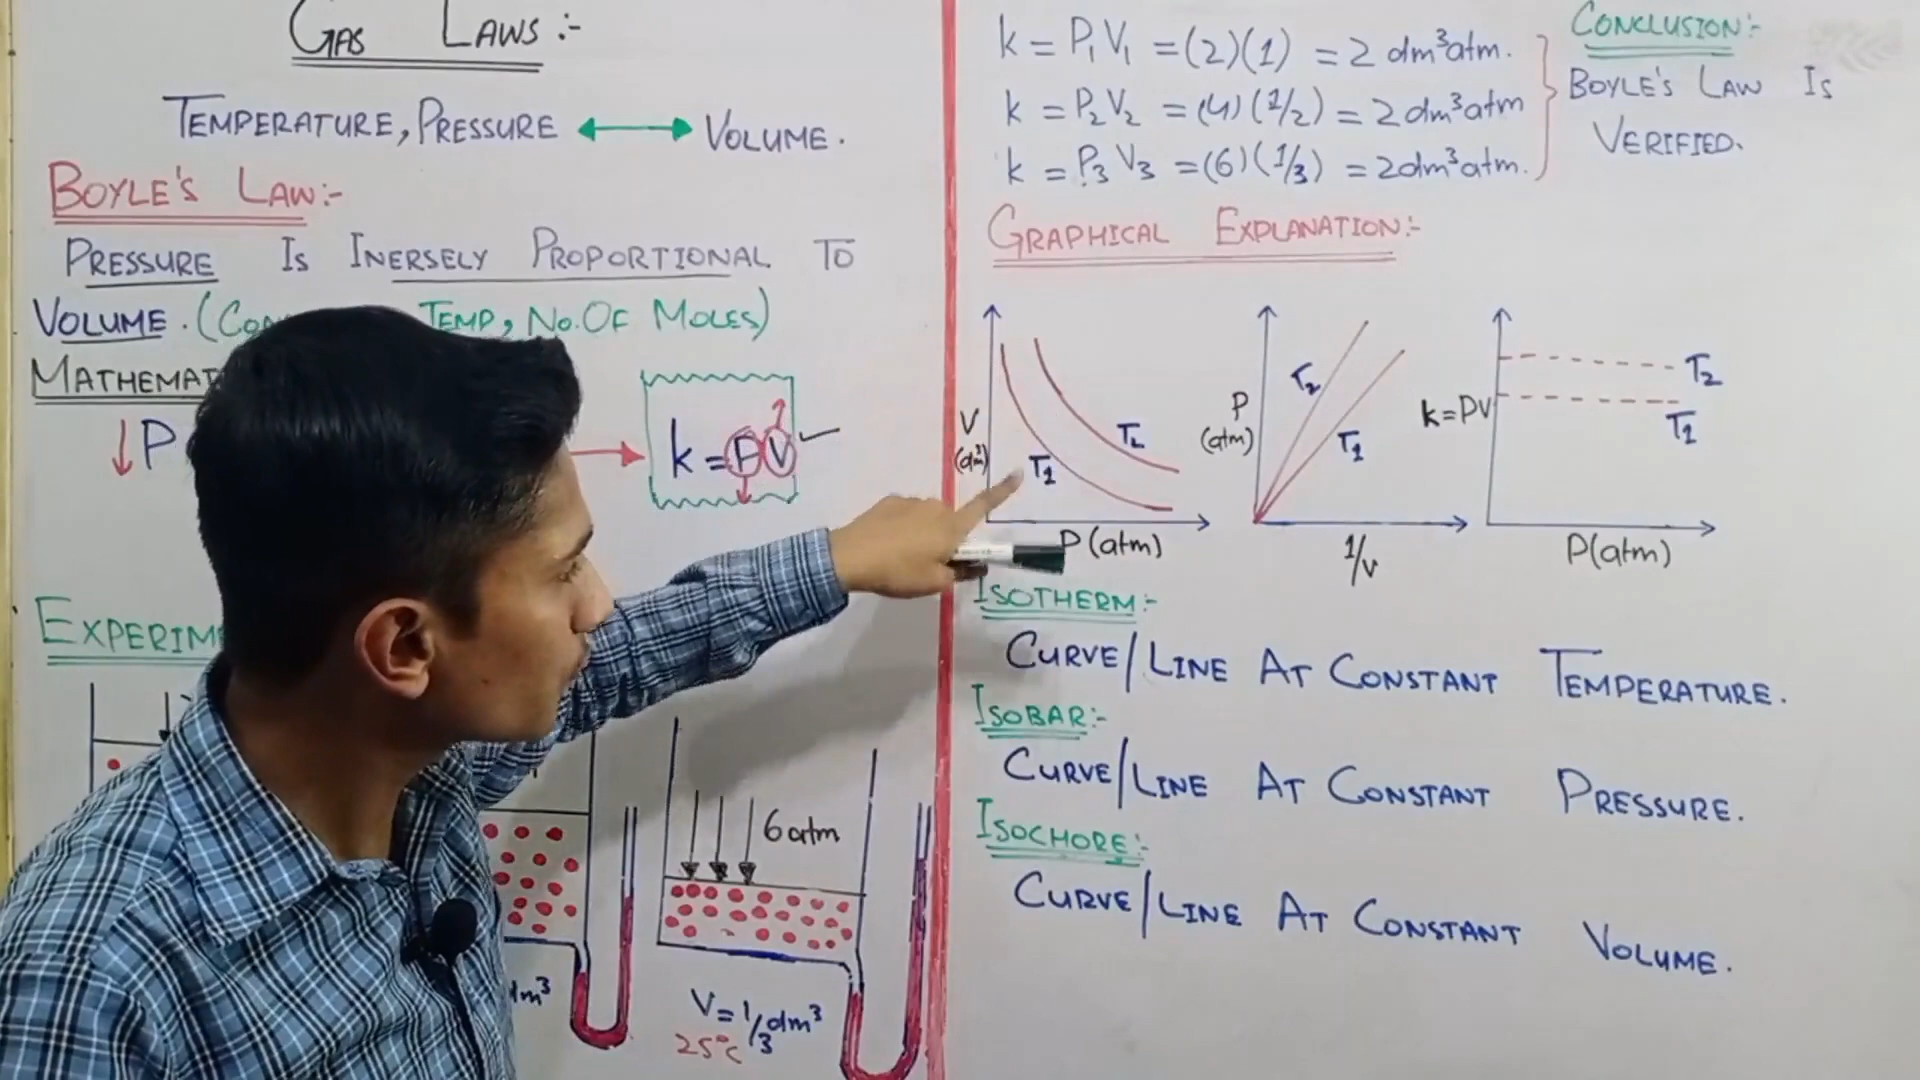 GAS LAWS:-
TEMPERATURE, PRESSURE ↔ VOLUME.
BOYLE'S LAW:-
PRESSURE IS INERSELY PROPORTIONAL TO
VOLUME. (CON TEMP, NO. OF MOLES)
MATHEMAT
↓P → k = PV ✓
EXPERIM
6 atm
dm³
V = 1/3 dm³
25°C
k = P₁V₁ = (2)(1) = 2 dm³atm.
k = P₂V₂ = (4)(1/2) = 2 dm³atm
k = P₃V₃ = (6)(1/3) = 2dm³atm.
CONCLUSION:-
BOYLE'S LAW IS
VERIFIED.
GRAPHICAL EXPLANATION:-
V
(dm³)
T₁
T₂
P(atm)
P
(atm)
T₂
T₁
1/v
k=PV
T₂
T₁
P(atm)
ISOTHERM:-
CURVE/LINE AT CONSTANT TEMPERATURE.
ISOBAR:-
CURVE/LINE AT CONSTANT PRESSURE.
ISOCHORE:-
CURVE/LINE AT CONSTANT VOLUME.